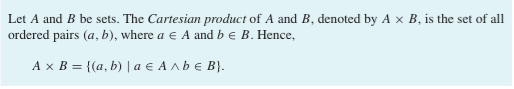 Let A and B be sets. The Cartesian product of A and B, denoted by A × B, is the set of all
ordered pairs (a, b), where a ∈ A and b ∈ B. Hence,
A × B = {(a, b) | a ∈ A ∧ b ∈ B}.